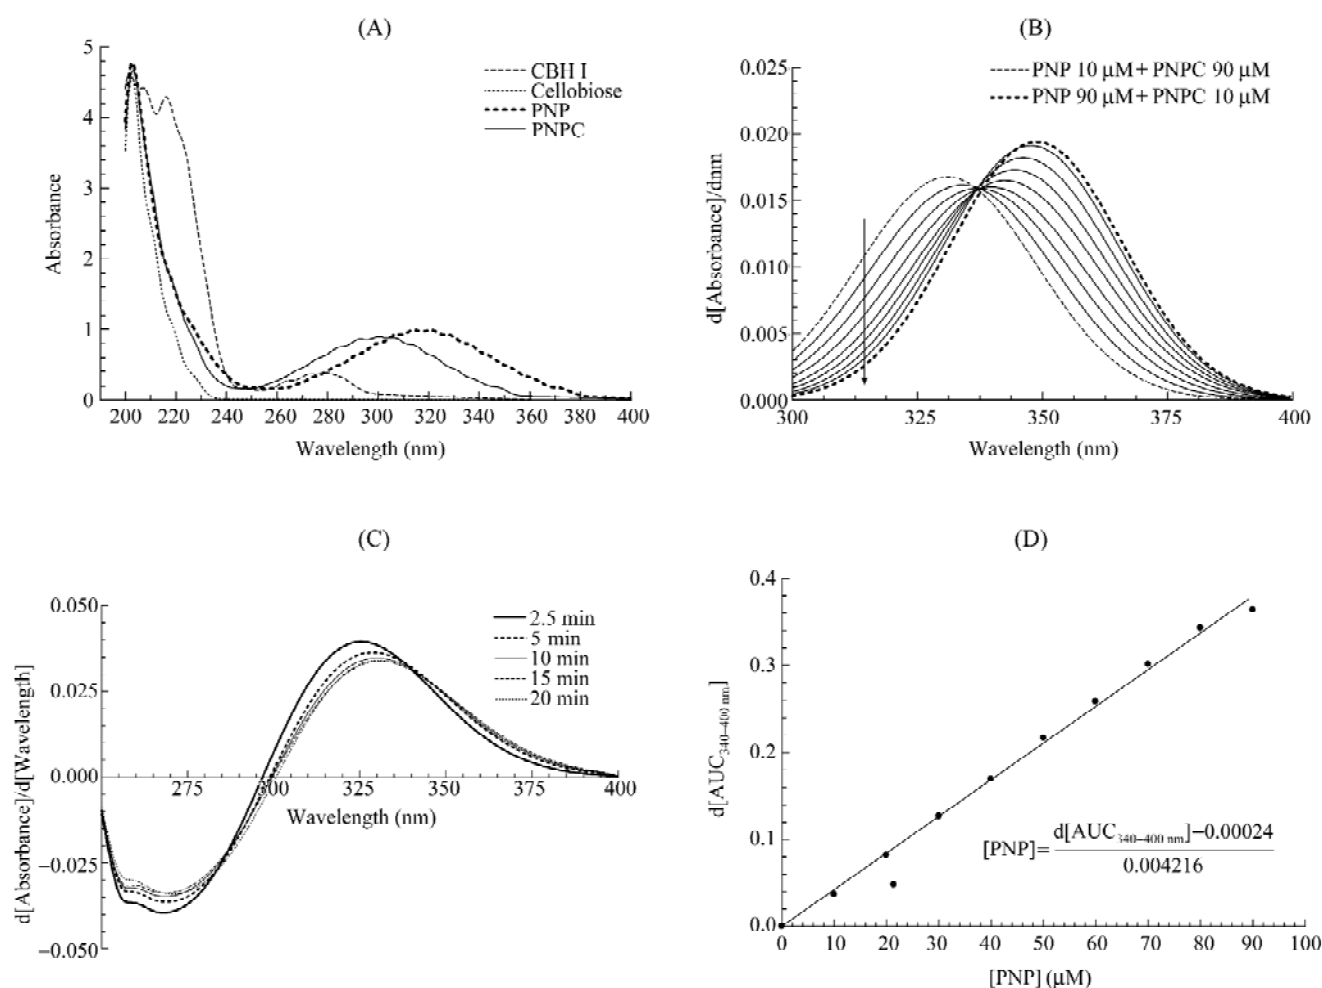 (A)
5
4
3
2
1
0
Absorbance
CBH I
Cellobiose
PNP
PNPC
200 220 240 260 280 300 320 340 360 380 400
Wavelength (nm)
(B)
0.025
0.020
0.015
0.010
0.005
0.000
d[Absorbance]/dnm
PNP 10 μM+PNPC 90 μM
PNP 90 μM+PNPC 10 μM
300 325 350 375 400
Wavelength (nm)
(C)
0.050
0.025
0.000
−0.025
−0.050
d[Absorbance]/d[Wavelength]
2.5 min
5 min
10 min
15 min
20 min
275 300 325 350 375 400
Wavelength (nm)
(D)
0.4
0.3
0.2
0.1
0.0
d[AUC340–400 nm]
[PNP]=
d[AUC340–400 nm]−0.00024
0.004216
0 10 20 30 40 50 60 70 80 90 100
[PNP] (μM)